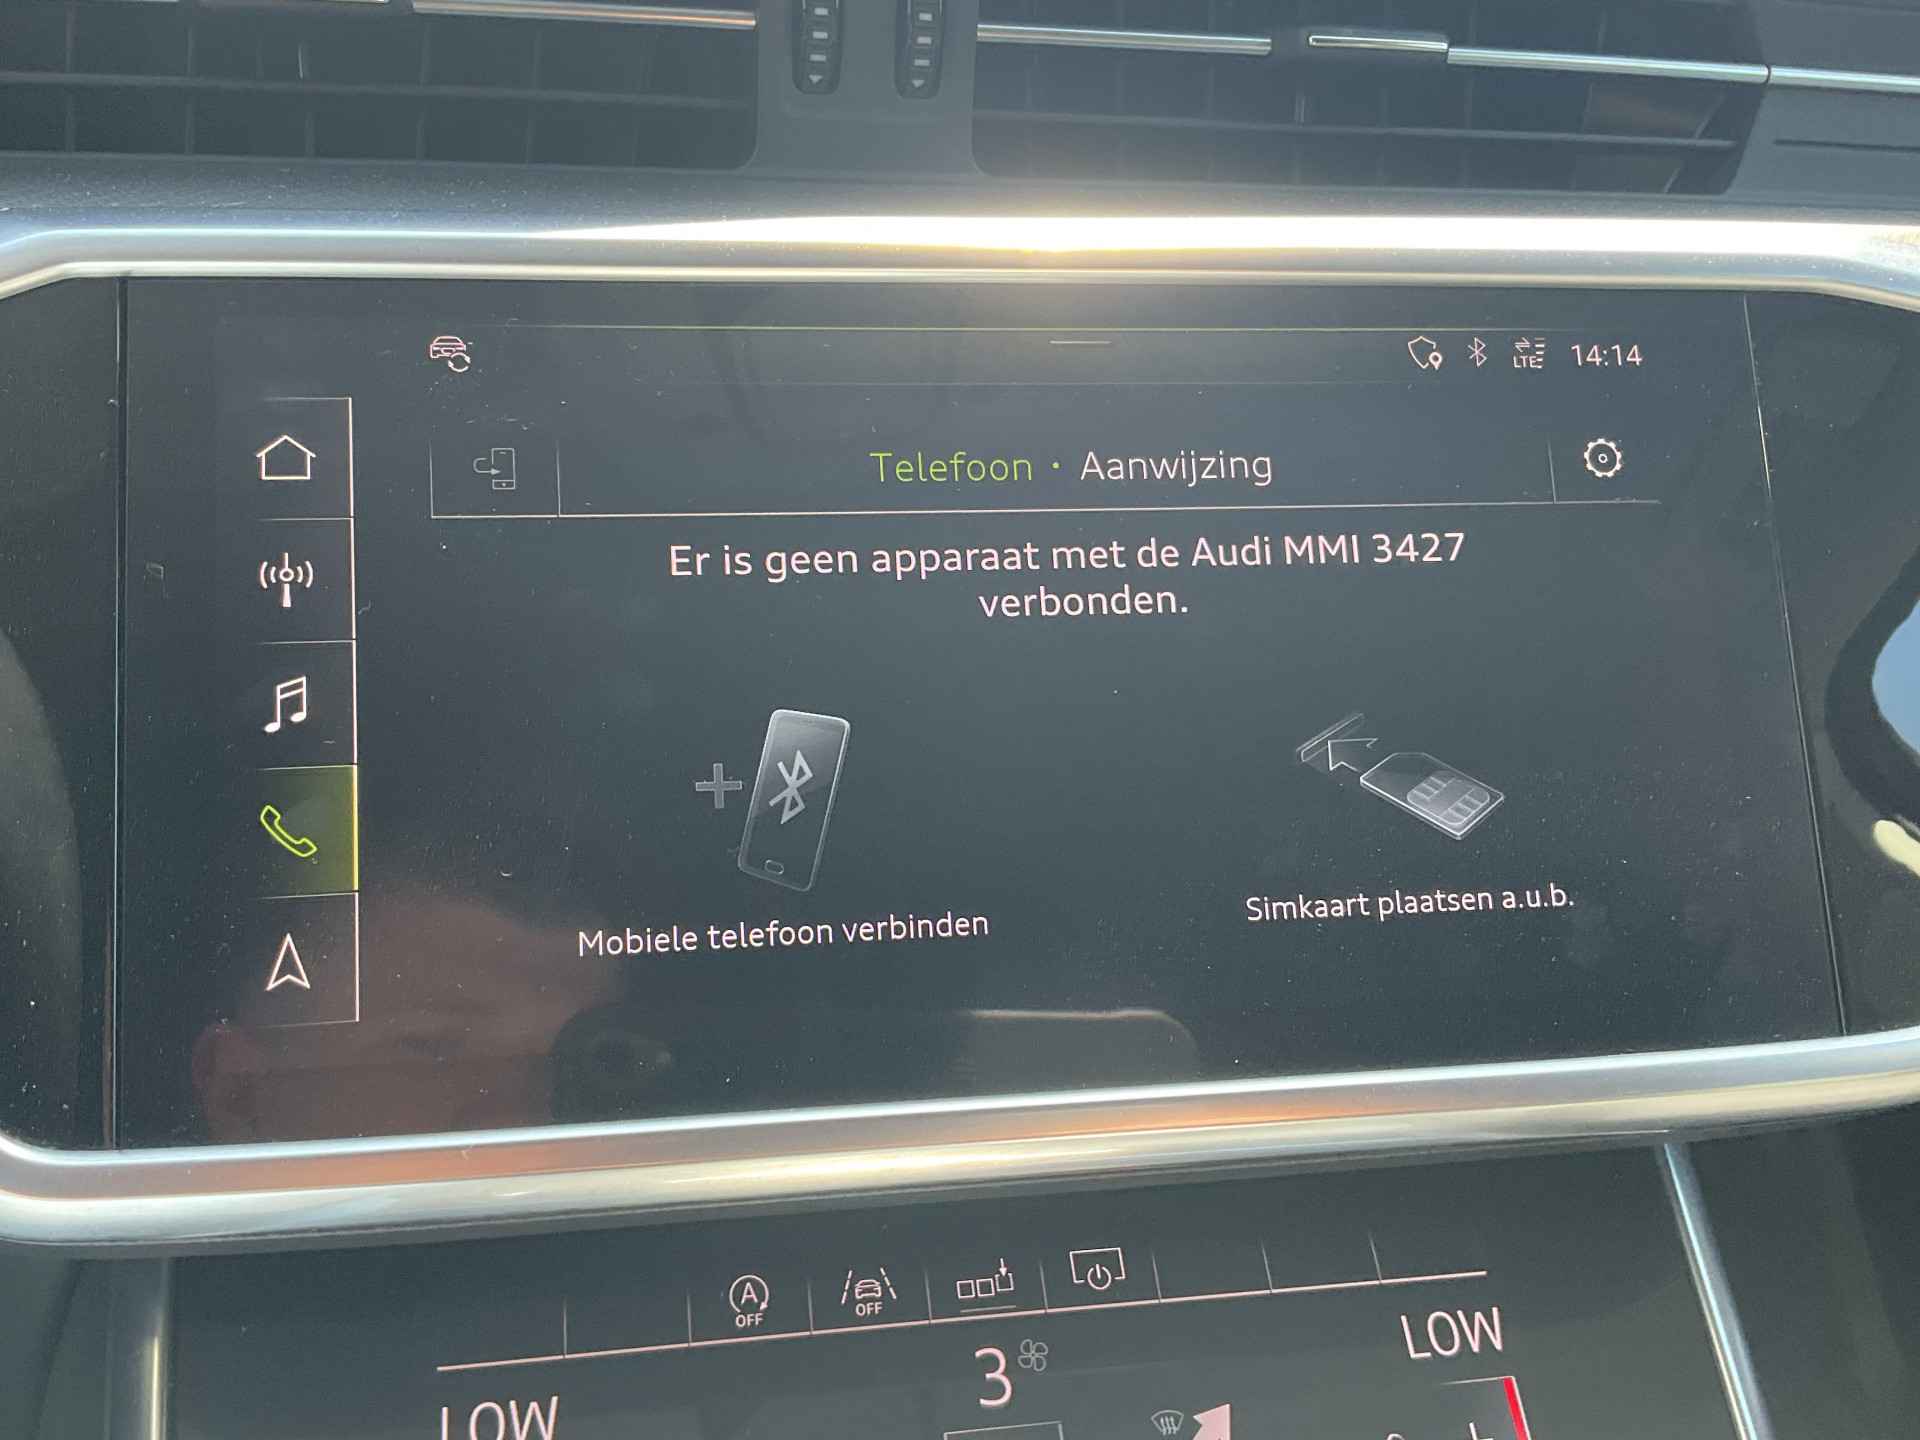 LTE 14:14
Telefoon · Aanwijzing
Er is geen apparaat met de Audi MMI 3427
verbonden.
Mobiele telefoon verbinden
Simkaart plaatsen a.u.b.
A
OFF
OFF
LOW
3
LOW